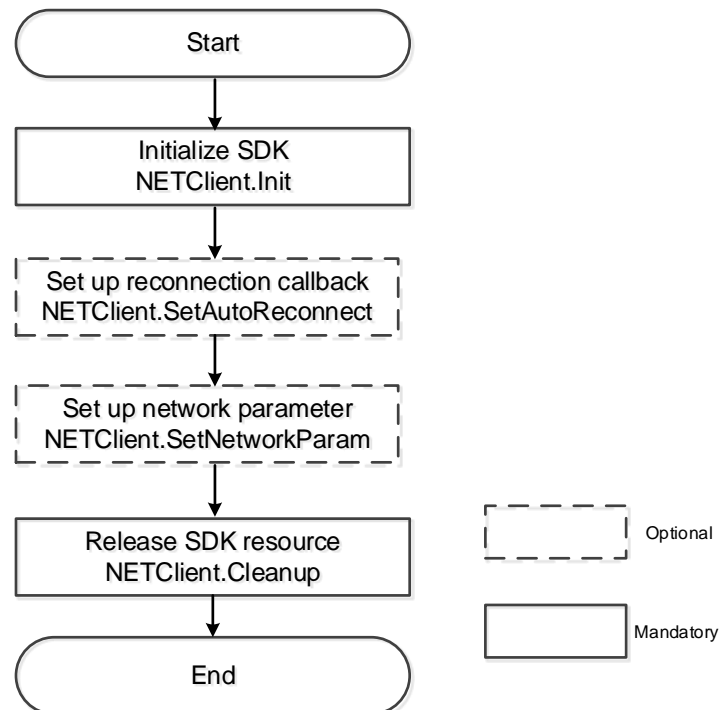 Start
Initialize SDK
NETClient.Init
Set up reconnection callback
NETClient.SetAutoReconnect
Set up network parameter
NETClient.SetNetworkParam
Release SDK resource
NETClient.Cleanup
End
Optional
Mandatory